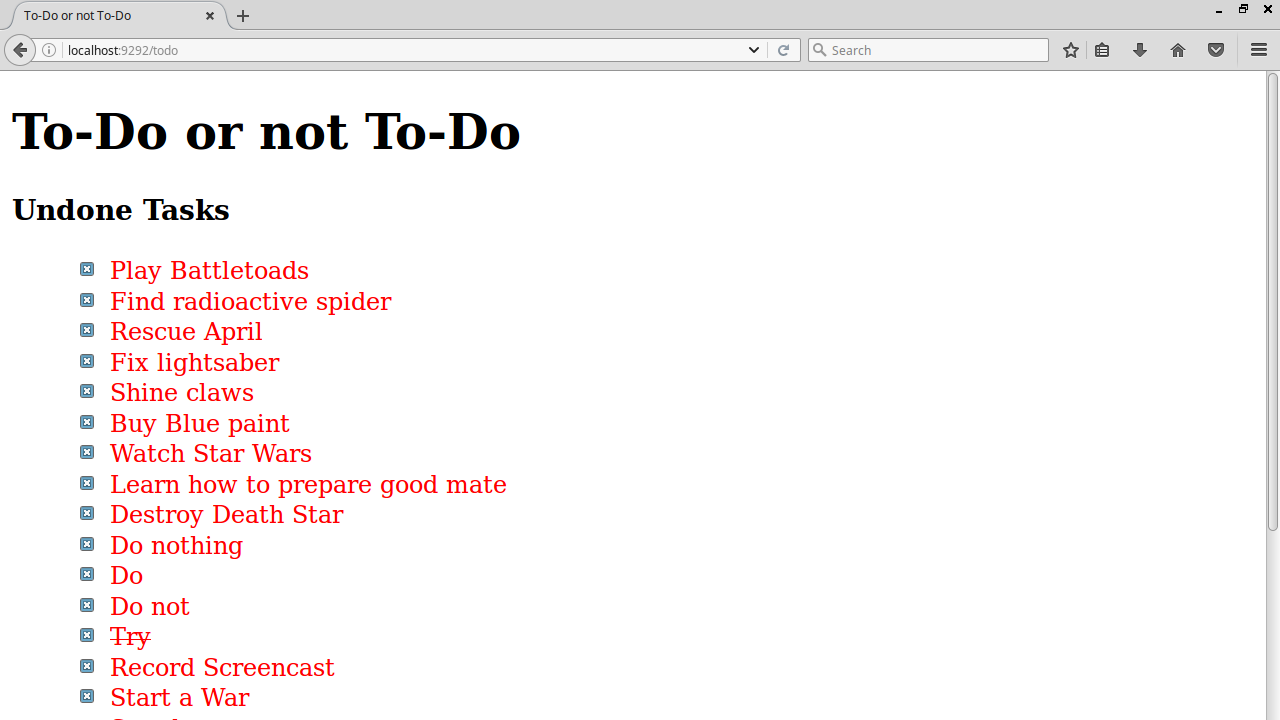 To-Do or not To-Do
localhost:9292/todo
Search
To-Do or not To-Do
Undone Tasks
Play Battletoads
Find radioactive spider
Rescue April
Fix lightsaber
Shine claws
Buy Blue paint
Watch Star Wars
Learn how to prepare good mate
Destroy Death Star
Do nothing
Do
Do not
Try
Record Screencast
Start a War